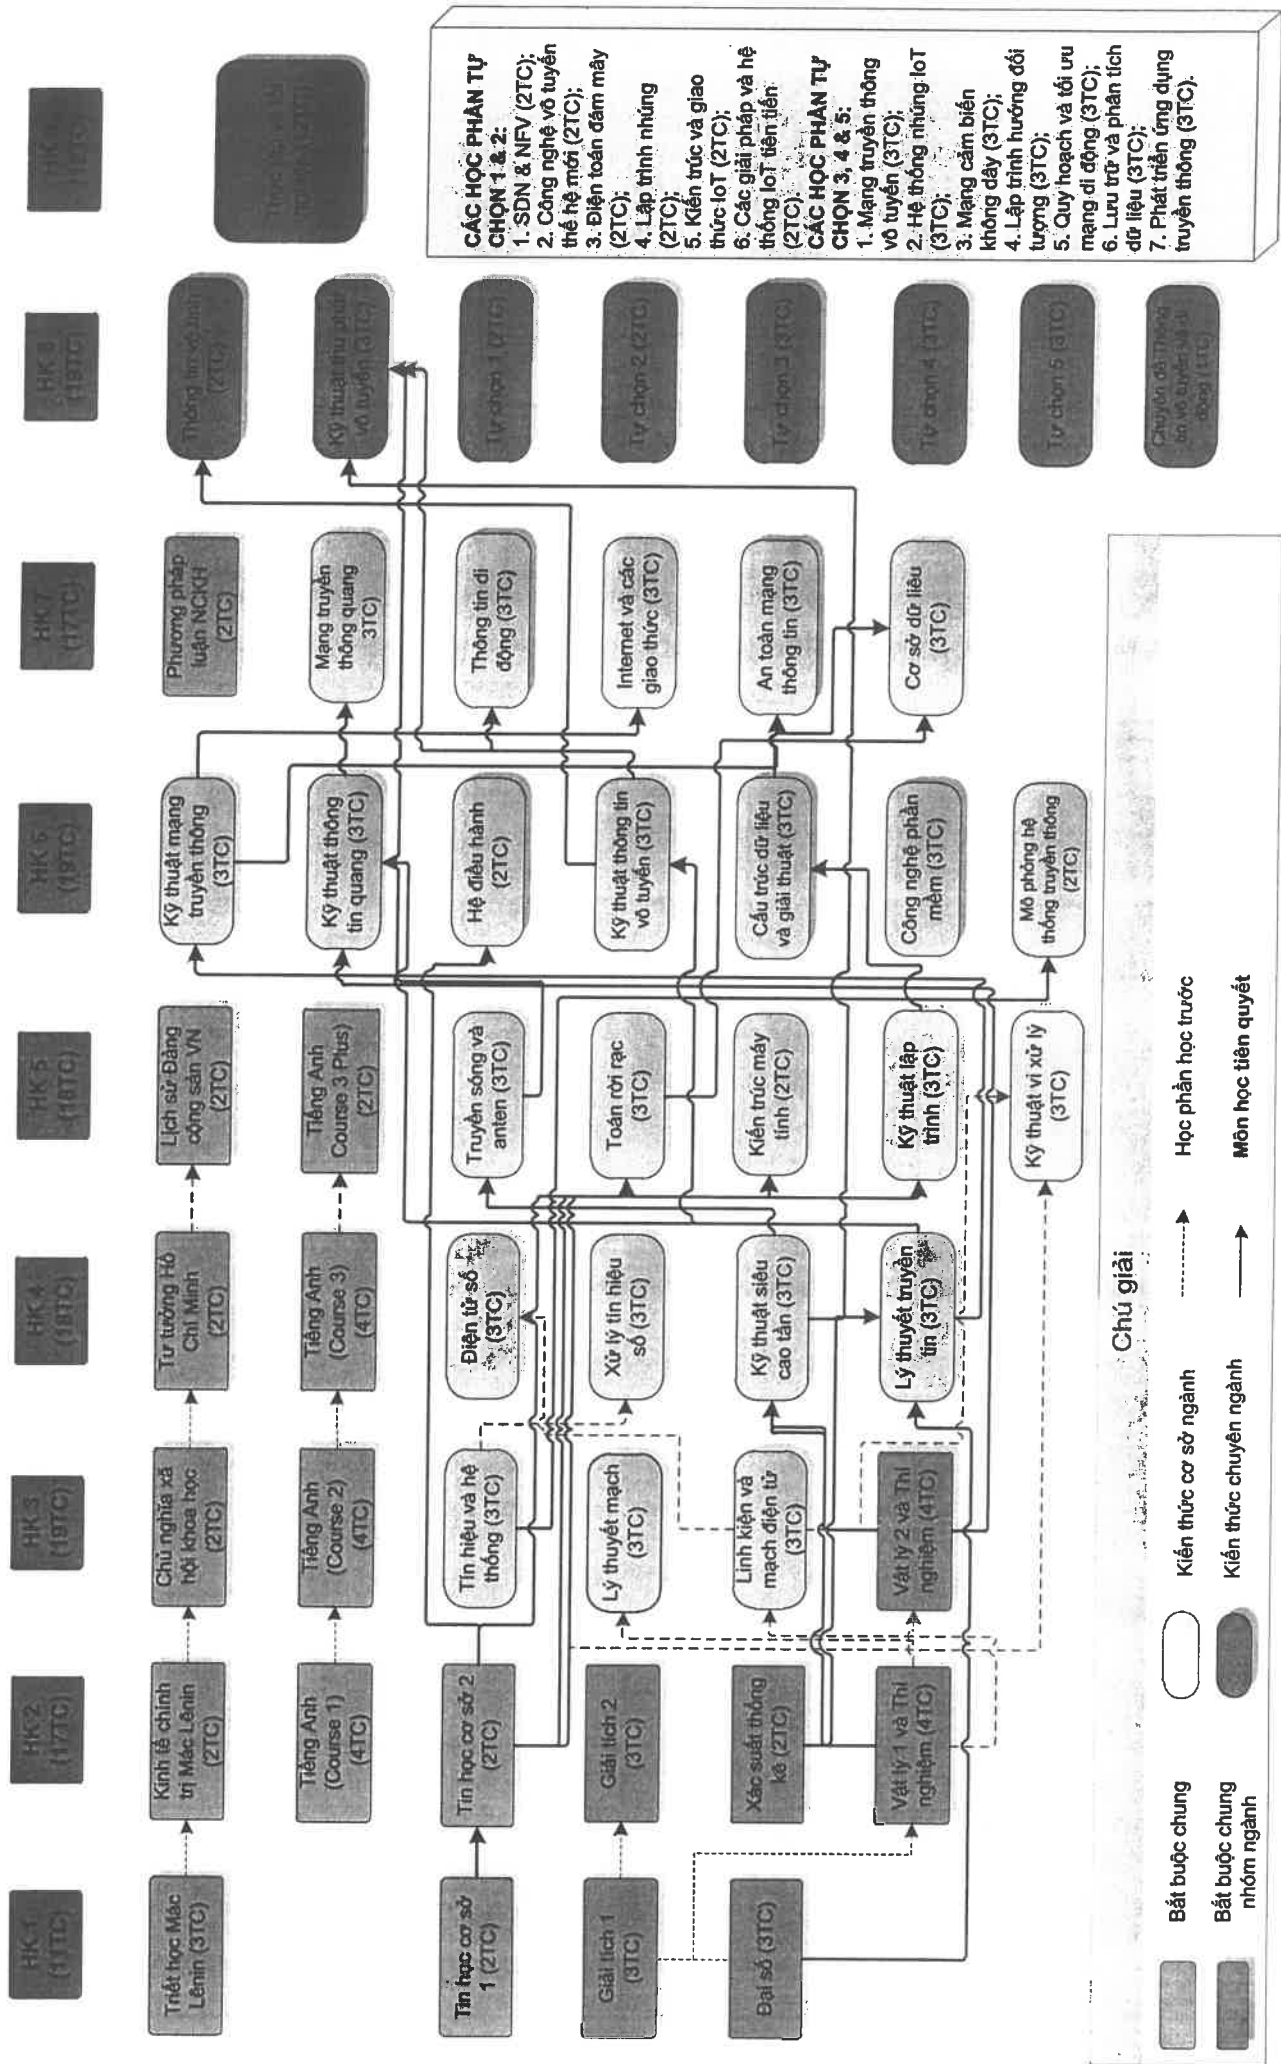 HK 1
(11TC)
HK 2
(17TC)
HK 3
(19TC)
HK 4
(18TC)
HK 5
(18TC)
HK 6
(19TC)
HK 7
(17TC)
HK 8
(19TC)
Triết học Mác
Lênin (3TC)
Kinh tế chính
trị Mác Lênin
(2TC)
Chủ nghĩa xã
hội khoa học
(2TC)
Tư tưởng Hồ
Chí Minh
(2TC)
Lịch sử Đảng
cộng sản VN
(2TC)
Kỹ thuật mạng
truyền thông
(3TC)
Phương pháp
luận NCKH
(2TC)
Thông tin vệ tinh
(2TC)
Tiếng Anh
(Course 1)
(4TC)
Tiếng Anh
(Course 2)
(4TC)
Tiếng Anh
(Course 3)
(4TC)
Tiếng Anh
Course 3 Plus)
(2TC)
Kỹ thuật thông
tin quang (3TC)
Mạng truyền
thông quang
3TC)
Kỹ thuật thu phát
vô tuyến (3TC)
Tin học cơ sở
1 (2TC)
Tin học cơ sở 2
(2TC)
Tín hiệu và hệ
thống (3TC)
Điện tử số
(3TC)
Truyền sóng và
anten (3TC)
Hệ điều hành
(2TC)
Thông tin di
động (3TC)
Tự chọn 1 (2TC)
Giải tích 1
(3TC)
Giải tích 2
(3TC)
Lý thuyết mạch
(3TC)
Xử lý tín hiệu
số (3TC)
Toán rời rạc
(3TC)
Kỹ thuật thông tin
vô tuyến (3TC)
Internet và các
giao thức (3TC)
Tự chọn 2 (2TC)
Đại số (3TC)
Xác suất thống
kê (2TC)
Linh kiện và
mạch điện tử
(3TC)
Kỹ thuật siêu
cao tần (3TC)
Kiến trúc máy
tính (2TC)
Cấu trúc dữ liệu
và giải thuật (3TC)
An toàn mạng
thông tin (3TC)
Tự chọn 3 (3TC)
Vật lý 1 và Thí
nghiệm (4TC)
Vật lý 2 và Thí
nghiệm (4TC)
Lý thuyết truyền
tin (3TC)
Kỹ thuật lập
trình (3TC)
Công nghệ phần
mềm (3TC)
Cơ sở dữ liệu
(3TC)
Tự chọn 4 (3TC)
Kỹ thuật vi xử lý
(3TC)
Mô phỏng hệ
thống truyền thông
(2TC)
Tự chọn 5 (3TC)
Chuyên đề Thông
tin vô tuyến và di
động (1TC)
CÁC HỌC PHẦN TỰ
CHỌN 1 & 2:
1. SDN & NFV (2TC);
2. Công nghệ vô tuyến
thế hệ mới (2TC);
3. Điện toán đám mây
(2TC);
4. Lập trình nhúng
(2TC);
5. Kiến trúc và giao
thức IoT (2TC);
6. Các giải pháp và hệ
thống IoT tiên tiến
(2TC).
CÁC HỌC PHẦN TỰ
CHỌN 3, 4 & 5:
1. Mạng truyền thông
vô tuyến (3TC);
2. Hệ thống nhúng IoT
(3TC);
3. Mạng cảm biến
không dây (3TC);
4. Lập trình hướng đối
tượng (3TC);
5. Quy hoạch và tối ưu
mạng di động (3TC);
6. Lưu trữ và phân tích
dữ liệu (3TC);
7. Phát triển ứng dụng
truyền thông (3TC).
Chú giải
Bắt buộc chung
Kiến thức cơ sở ngành
Học phần học trước
Bắt buộc chung
nhóm ngành
Kiến thức chuyên ngành
Môn học tiên quyết